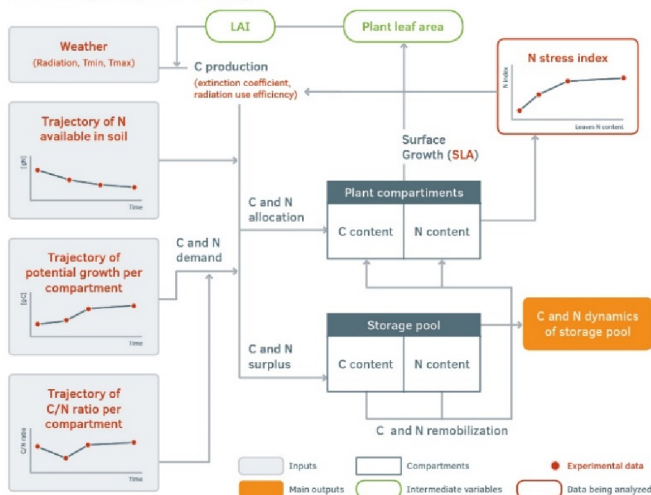 LAI
Plant leaf area
Weather
(Radiation, Tmin, Tmax)
C production
(extinction coefficient,
radiation use efficiency)
N stress index
N Index
Leaves N content
Trajectory of N
available in soil
[gN]
Time
Surface
Growth (SLA)
Plant compartiments
C content
N content
C and N
allocation
C and N
demand
Trajectory of
potential growth per
compartment
[gC]
Time
Storage pool
C content
N content
C and N dynamics
of storage pool
C and N
surplus
C and N remobilization
Trajectory of
C/N ratio per
compartment
C/N ratio
Time
Inputs
Compartments
Experimental data
Main outputs
Intermediate variables
Data being analyzed